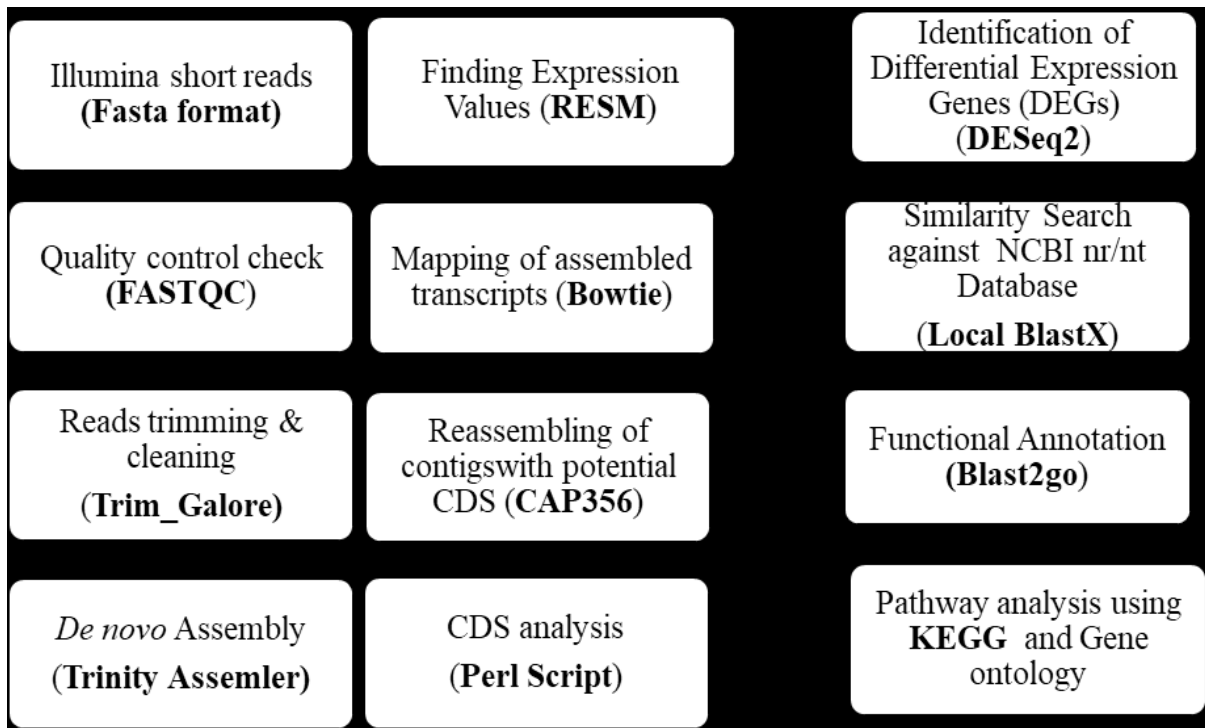 Illumina short reads
(Fasta format)
Quality control check
(FASTQC)
Reads trimming &
cleaning
(Trim_Galore)
De novo Assembly
(Trinity Assemler)
Finding Expression
Values (RESM)
Mapping of assembled
transcripts (Bowtie)
Reassembling of
contigswith potential
CDS (CAP356)
CDS analysis
(Perl Script)
Identification of
Differential Expression
Genes (DEGs)
(DESeq2)
Similarity Search
against NCBI nr/nt
Database
(Local BlastX)
Functional Annotation
(Blast2go)
Pathway analysis using
KEGG and Gene
ontology